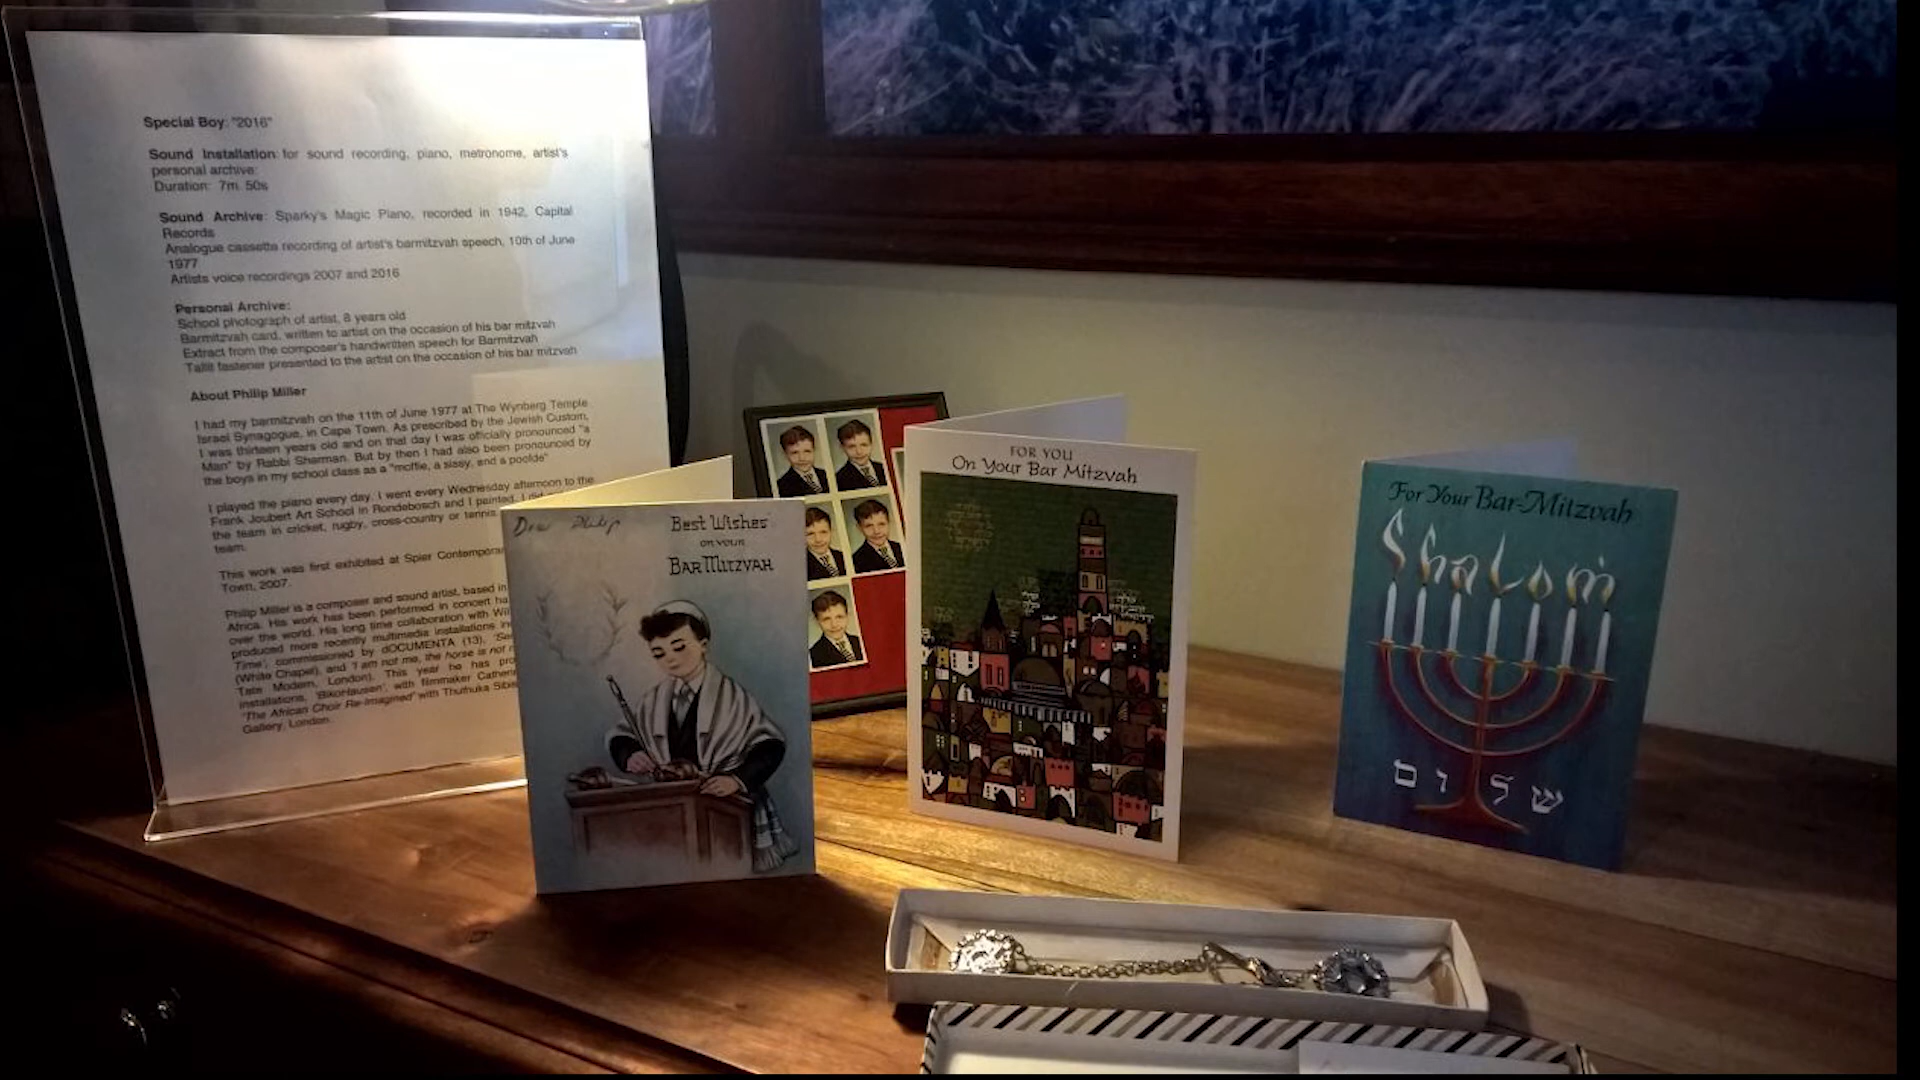 Special Boy: "2016"
Sound Installation: for sound recording, piano, metronome, artist's
personal archive:
Duration: 7m 50s
Sound Archive: Sparky's Magic Piano, recorded in 1942, Capital
Records
Analogue cassette recording of artist's barmitzvah speech, 10th of June
1977
Artists voice recordings 2007 and 2016
Personal Archive:
School photograph of artist, 8 years old
Barmitzvah card, written to artist on the occasion of his bar mitzvah
Extract from the composer's handwritten speech for Barmitzvah
Tallit fastener presented to the artist on the occasion of his bar mitzvah
About Philip Miller
I had my barmitzvah on the 11th of June 1977 at The Wynberg Temple
Israel Synagogue, in Cape Town. As prescribed by the Jewish Custom,
I was thirteen years old and on that day I was officially pronounced "a
Man" by Rabbi Sharman. But by then I had also been pronounced by
the boys in my school class as a "moffie, a sissy, and a poofde"
I played the piano every day. I went every Wednesday afternoon to the
Frank Joubert Art School in Rondebosch and I painted. I did
the team in cricket, rugby, cross-country or tennis
team.
This work was first exhibited at Spier
Town, 2007.
Philip Miller is a composer and sound artist, based in
Africa. His work has been performed in concert
over the world. His long time collaboration with
produced more recently multimedia installations
Time', commissioned by dOCUMENTA (13),
(White Chapel), and 'I am not me, the horse is not
Tate Modern, London). This year he has
installations, 'BikoHausen', with filmmaker
'The African Choir Re-Imagined' with Thuthuka
Gallery, London.
Dear Philip
Best Wishes
on your
Bar Mitzvah
FOR YOU
On Your Bar Mitzvah
For Your Bar-Mitzvah
Shalom
שלום